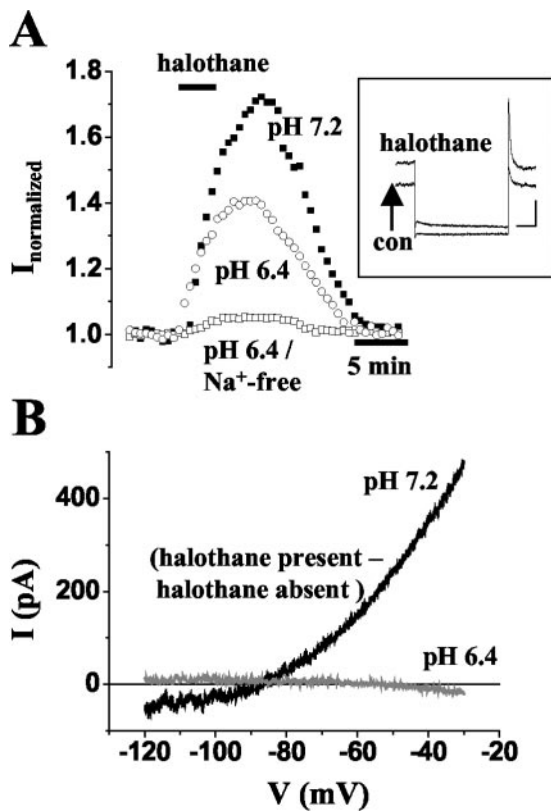 A
halothane
1.8
pH 7.2
1.6
halothane
con
1.4
pH 6.4
1.2
I normalized
1.0
pH 6.4 /
Na⁺-free
5 min
B
400
pH 7.2
(halothane present –
halothane absent )
200
I (pA)
pH 6.4
0
-120 -100 -80 -60 -40 -20
V (mV)